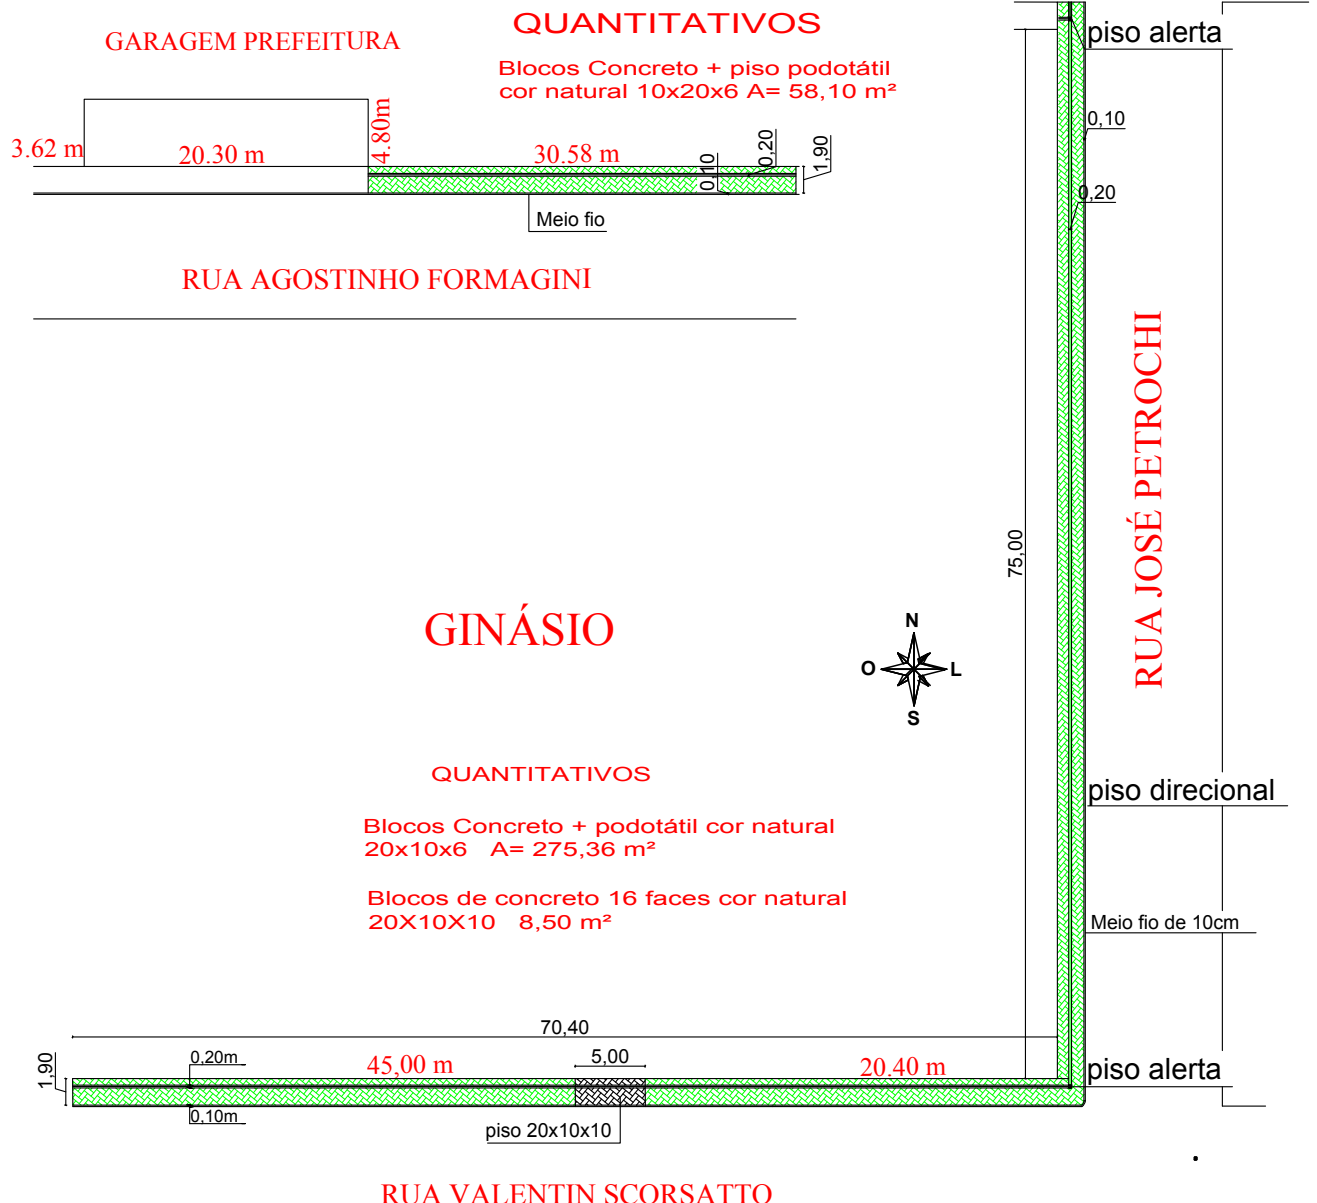 QUANTITATIVOS
GARAGEM PREFEITURA
Blocos Concreto + piso podotátil
cor natural 10x20x6 A= 58,10 m²
piso alerta
3.62 m
20.30 m
4.80m
30.58 m
0,10
0,20
1,90
Meio fio
0,10
0,20
RUA AGOSTINHO FORMAGINI
RUA JOSÉ PETROCHI
75,00
GINÁSIO
N
O
L
S
QUANTITATIVOS
Blocos Concreto + podotátil cor natural
20x10x6 A= 275,36 m²
Blocos de concreto 16 faces cor natural
20X10X10 8,50 m²
piso direcional
Meio fio de 10cm
70,40
1,90
0,20m
45,00 m
5,00
20.40 m
piso alerta
0,10m
piso 20x10x10
RUA VALENTIN SCORSATTO